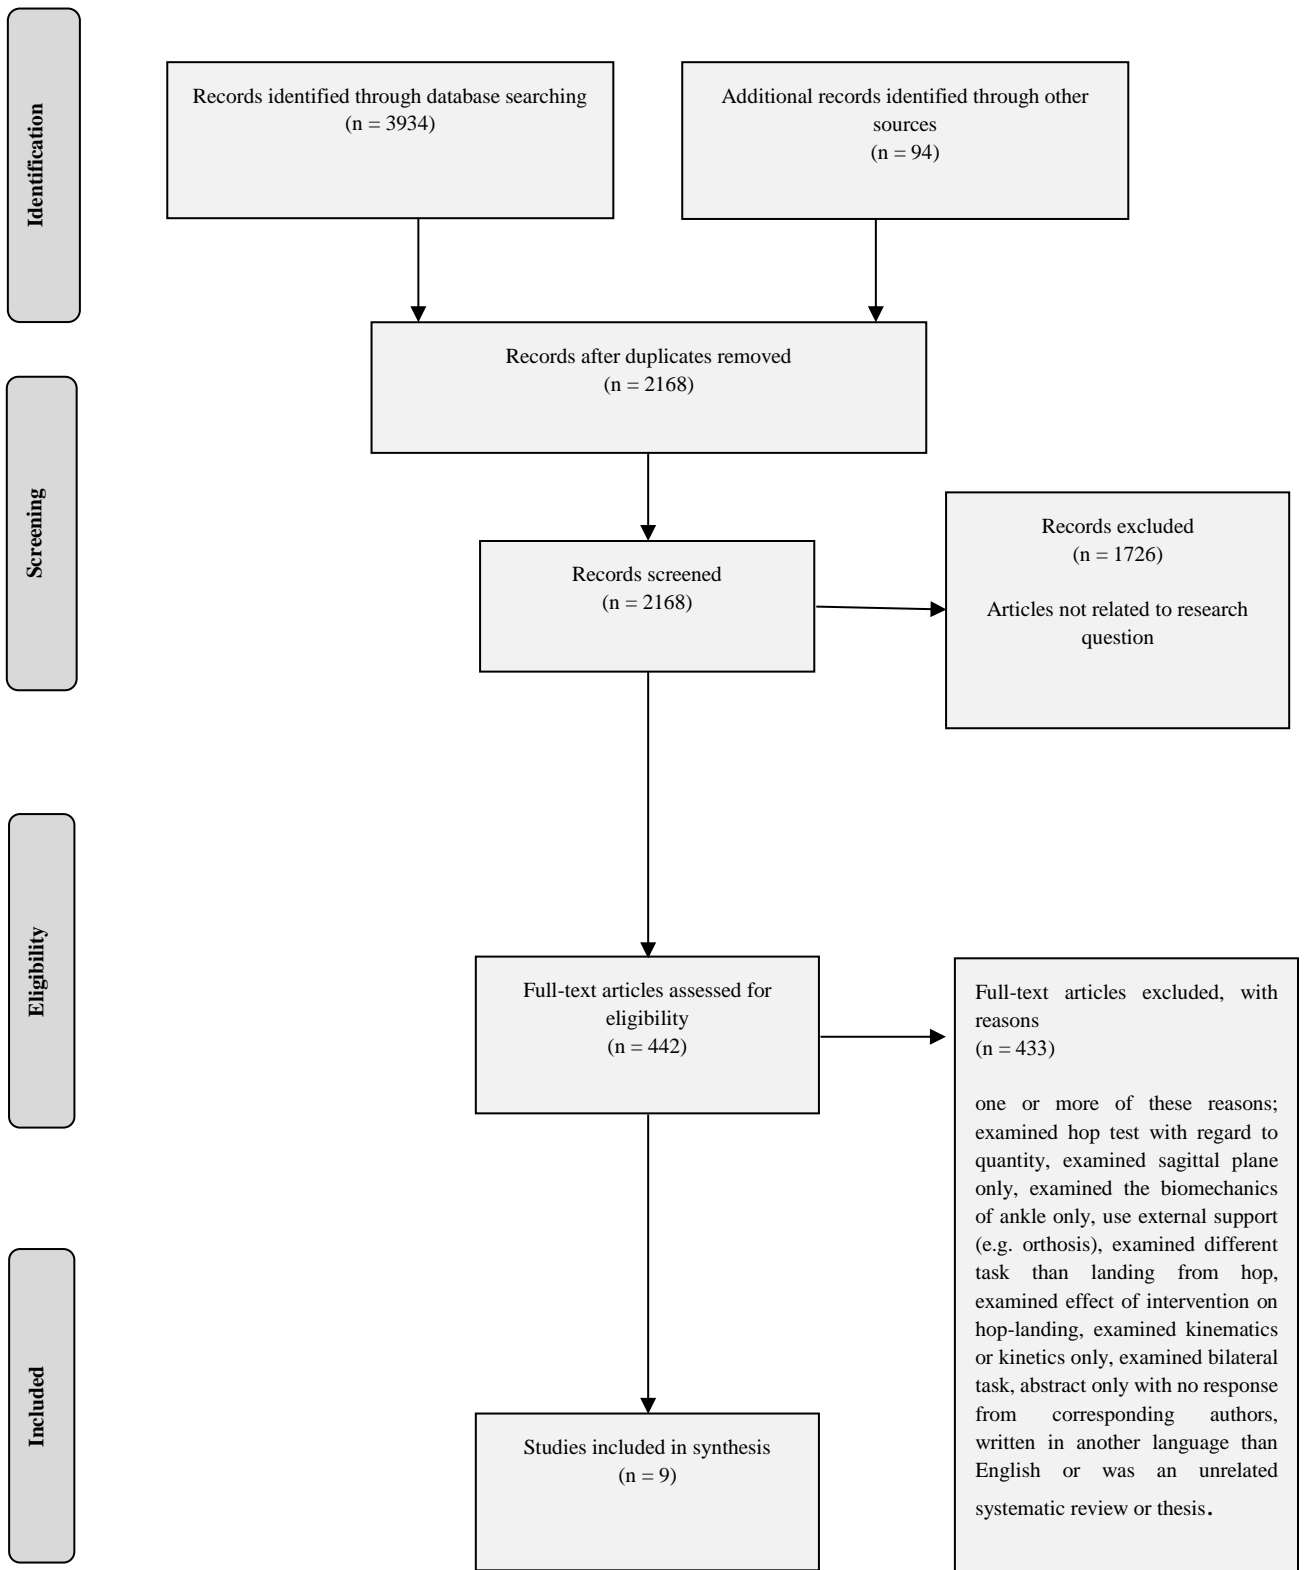 Identification
Records identified through database searching
(n = 3934)
Additional records identified through other
sources
(n = 94)
Records after duplicates removed
(n = 2168)
Screening
Records screened
(n = 2168)
Records excluded
(n = 1726)
Articles not related to research
question
Eligibility
Full-text articles assessed for
eligibility
(n = 442)
Full-text articles excluded, with
reasons
(n = 433)
one or more of these reasons;
examined hop test with regard to
quantity, examined sagittal plane
only, examined the biomechanics
of ankle only, use external support
(e.g. orthosis), examined different
task than landing from hop,
examined effect of intervention on
hop-landing, examined kinematics
or kinetics only, examined bilateral
task, abstract only with no response
from corresponding authors,
written in another language than
English or was an unrelated
systematic review or thesis.
Included
Studies included in synthesis
(n = 9)